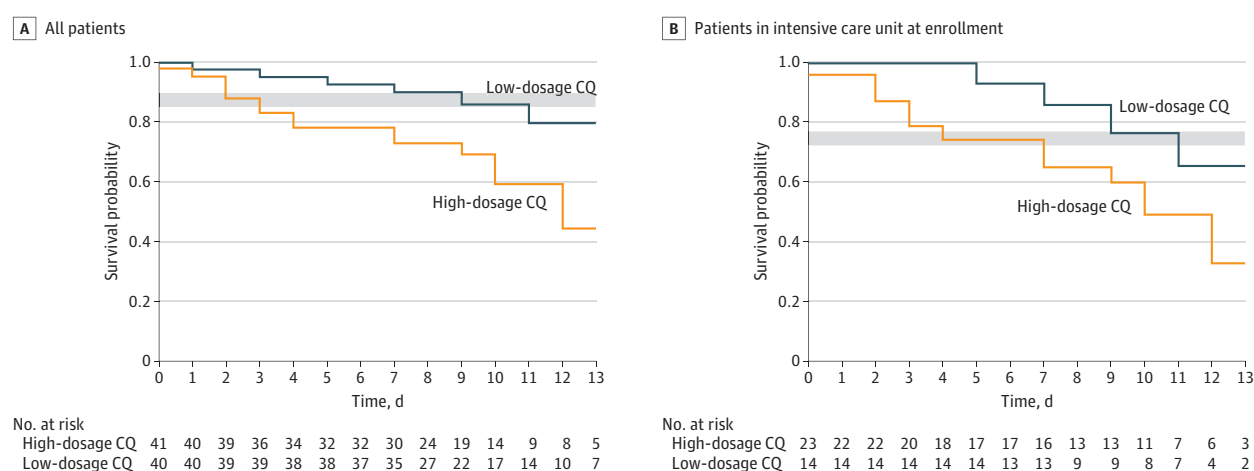 A All patients
Survival probability
1.0
0.8
0.6
0.4
0.2
0
Low-dosage CQ
High-dosage CQ
0 1 2 3 4 5 6 7 8 9 10 11 12 13
Time, d
No. at risk
High-dosage CQ 41 40 39 36 34 32 32 30 24 19 14 9 8 5
Low-dosage CQ 40 40 39 39 38 38 37 35 27 22 17 14 10 7
B Patients in intensive care unit at enrollment
Survival probability
1.0
0.8
0.6
0.4
0.2
0
Low-dosage CQ
High-dosage CQ
0 1 2 3 4 5 6 7 8 9 10 11 12 13
Time, d
No. at risk
High-dosage CQ 23 22 22 20 18 17 17 16 13 13 11 7 6 3
Low-dosage CQ 14 14 14 14 14 14 13 13 9 9 8 7 4 2